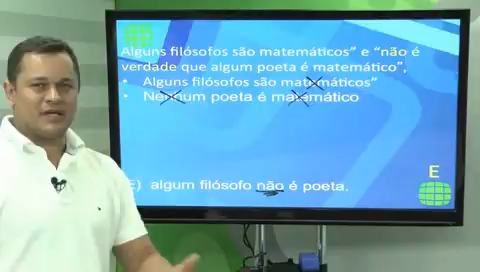 Alguns filósofos são matemáticos” e “não é
verdade que algum poeta é matemático”,
• Alguns filósofos são matemáticos”
• Nenhum poeta é matemático
E
E) algum filósofo não é poeta.